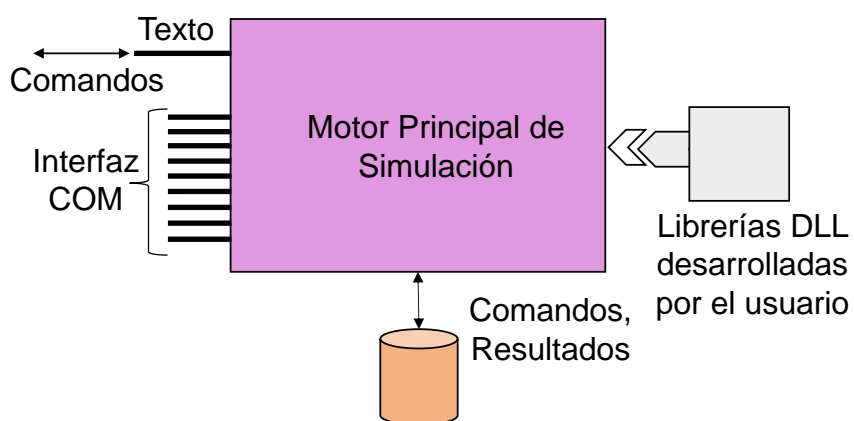 Texto
Comandos
Interfaz
COM
Motor Principal de
Simulación
Librerías DLL
desarrolladas
por el usuario
Comandos,
Resultados